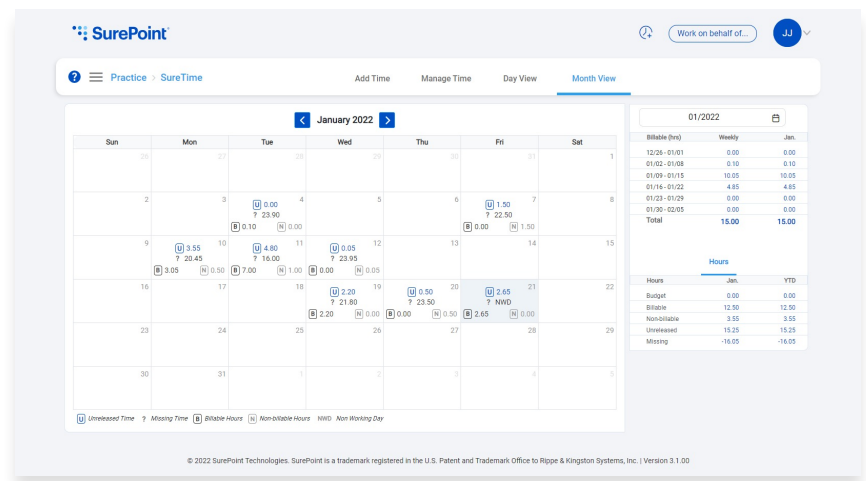 SurePoint
Work on behalf of...
JJ
? Practice > SureTime
Add Time Manage Time Day View Month View
< January 2022 >
Sun Mon Tue Wed Thu Fri Sat
26 27 28 29 30 31 1
2 3 4 5 6 7 8
U 0.00 U 1.50
? 23.90 ? 22.50
B 0.10 N 0.00 B 0.00 N 1.50
9 10 11 12 13 14 15
U 3.55 U 4.80 U 0.05
? 20.45 ? 16.00 ? 23.95
B 3.05 N 0.50 B 7.00 N 1.00 B 0.00 N 0.05
16 17 18 19 20 21 22
U 2.20 U 0.50 U 2.65
? 21.80 ? 23.50 ? NWD
B 2.20 N 0.00 B 0.00 N 0.50 B 2.65 N 0.00
23 24 25 26 27 28 29
30 31 1 2 3 4 5
U Unreleased Time ? Missing Time B Billable Hours N Non-billable Hours NWD Non Working Day
01/2022
Billable (hrs) Weekly Jan.
12/26 - 01/01 0.00 0.00
01/02 - 01/08 0.10 0.10
01/09 - 01/15 10.05 10.05
01/16 - 01/22 4.85 4.85
01/23 - 01/29 0.00 0.00
01/30 - 02/05 0.00 0.00
Total 15.00 15.00
Hours
Hours Jan. YTD
Budget 0.00 0.00
Billable 12.50 12.50
Non-billable 3.55 3.55
Unreleased 15.25 15.25
Missing -16.05 -16.05
© 2022 SurePoint Technologies. SurePoint is a trademark registered in the U.S. Patent and Trademark Office to Rippe & Kingston Systems, Inc. | Version 3.1.00